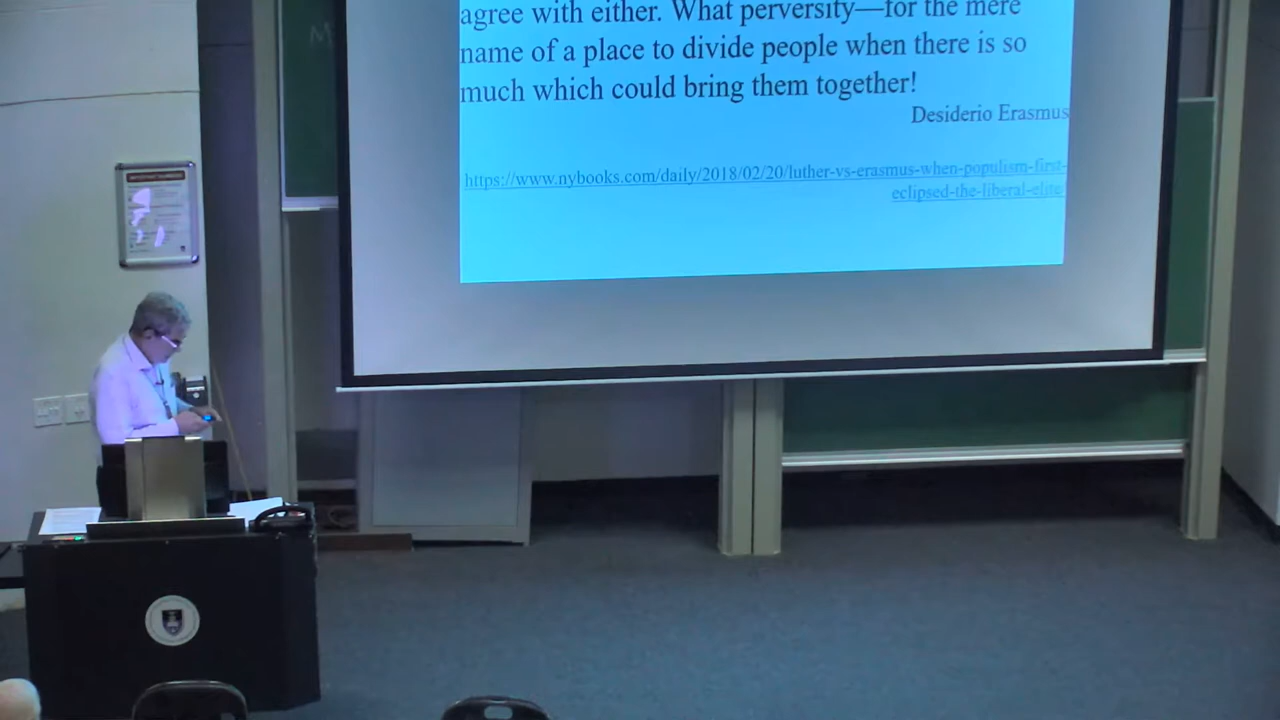 agree with either. What perversity—for the mere
name of a place to divide people when there is so
much which could bring them together!
Desiderio Erasmus
https://www.nybooks.com/daily/2018/02/20/luther-vs-erasmus-when-populism-first-
eclipsed-the-liberal-elite